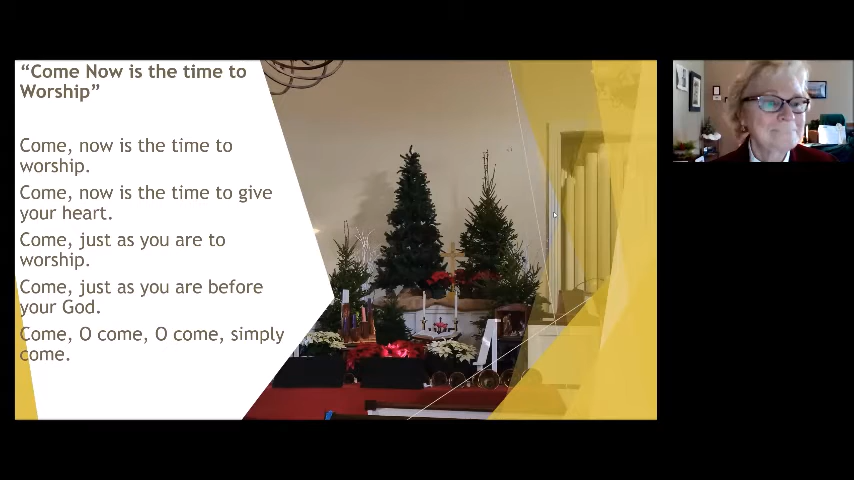 “Come Now is the time to
Worship”
Come, now is the time to
worship.
Come, now is the time to give
your heart.
Come, just as you are to
worship.
Come, just as you are before
your God.
Come, O come, O come, simply
come.